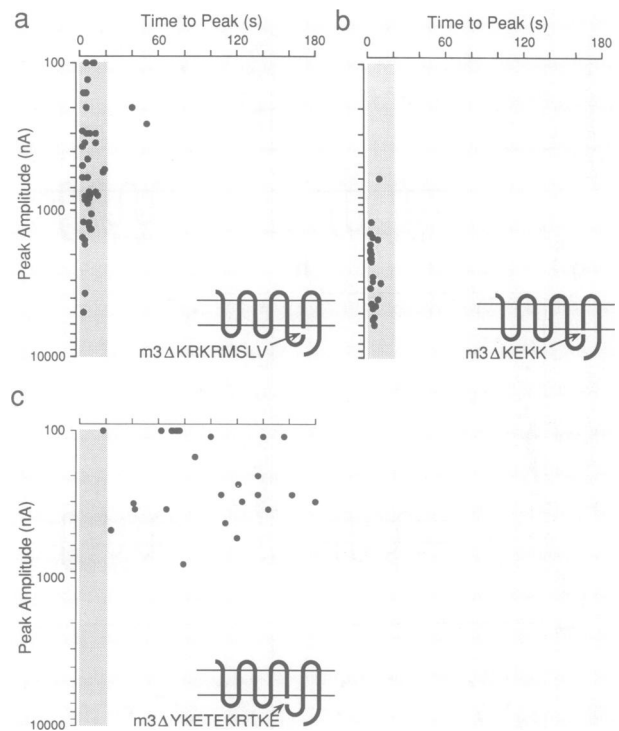 a
Time to Peak (s)
0 60 120 180
100
1000
10000
Peak Amplitude (nA)
m3ΔKRKRMSLV
b
Time to Peak (s)
0 60 120 180
m3ΔKEKK
c
100
1000
10000
Peak Amplitude (nA)
m3ΔYKETEKRTKE